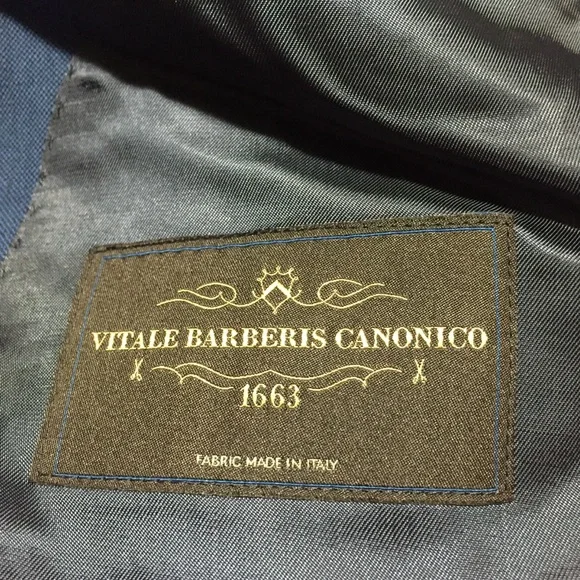 VITALE BARBERIS CANONICO
1663
FABRIC MADE IN ITALY